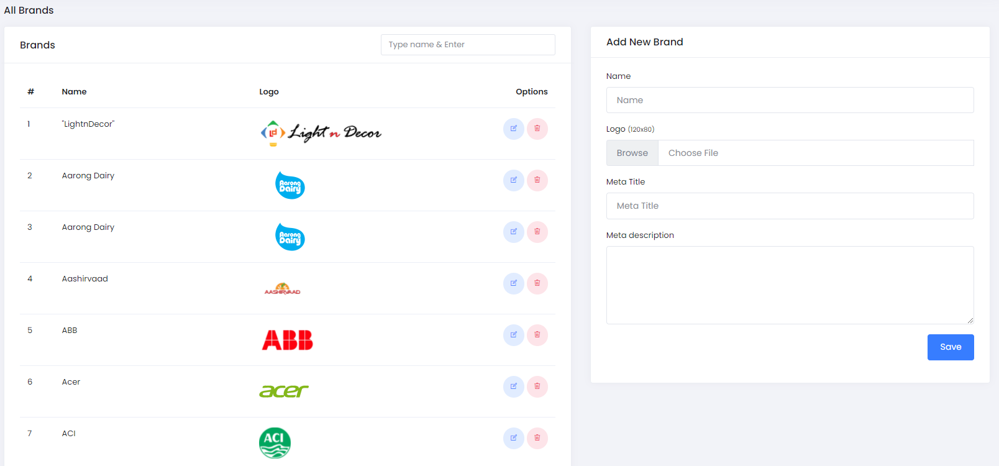 All Brands
Brands
Type name & Enter
# Name Logo Options
1 "LightnDecor" Light n Decor
2 Aarong Dairy Aarong Dairy
3 Aarong Dairy Aarong Dairy
4 Aashirvaad AASHIRVAAD
5 ABB ABB
6 Acer acer
7 ACI ACI
Add New Brand
Name
Name
Logo (120x80)
Browse Choose File
Meta Title
Meta Title
Meta description
Save